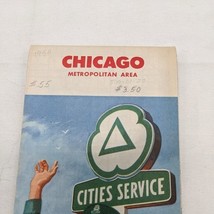 CHICAGO
METROPOLITAN AREA
$3.50
CITIES SERVICE